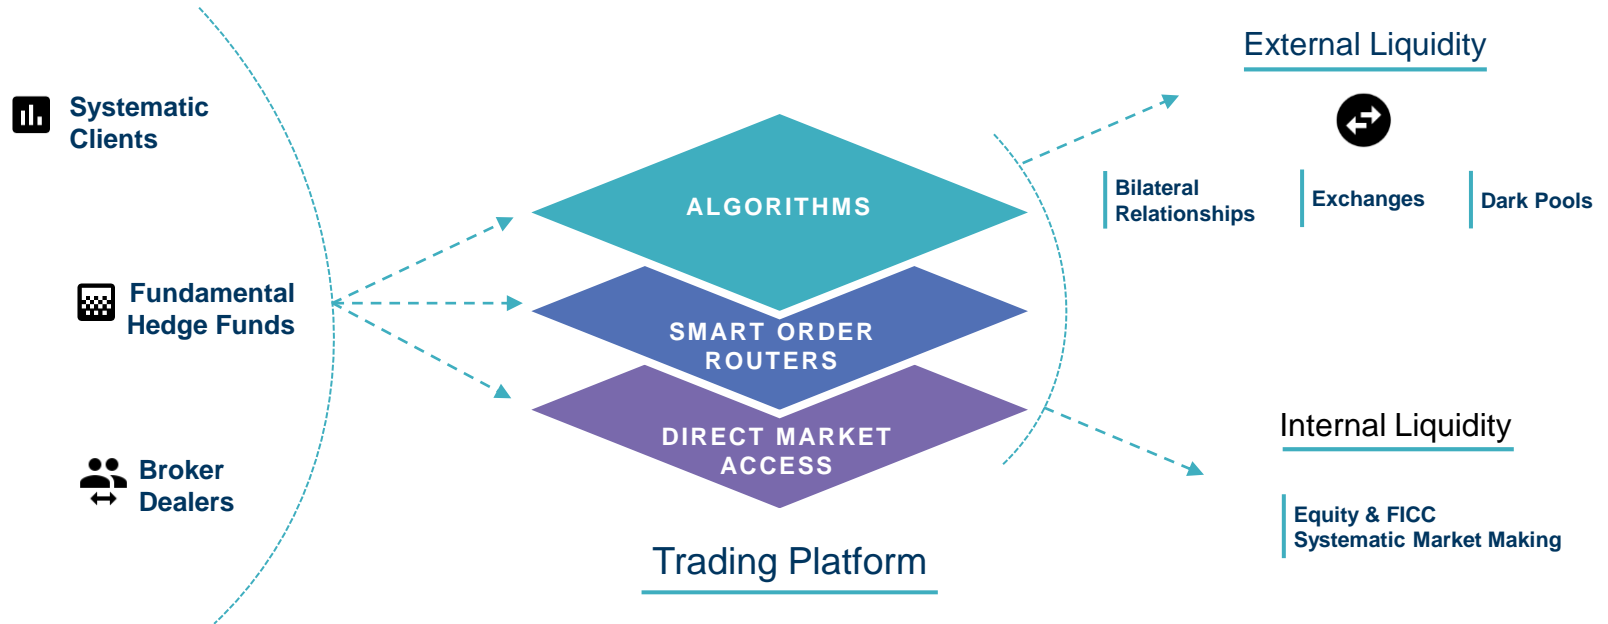 Systematic
Clients
Fundamental
Hedge Funds
Broker
Dealers
ALGORITHMS
SMART ORDER
ROUTERS
DIRECT MARKET
ACCESS
Trading Platform
External Liquidity
Bilateral
Relationships
Exchanges
Dark Pools
Internal Liquidity
Equity & FICC
Systematic Market Making